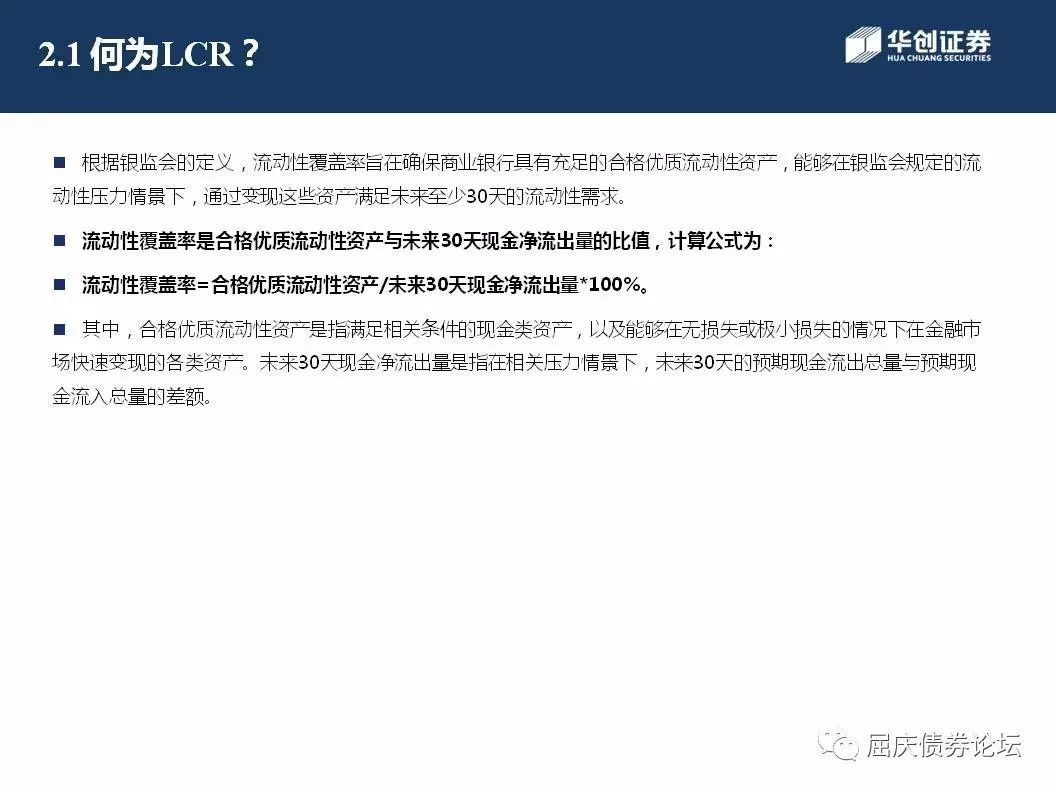 2.1 何为LCR？
华创证券
HUA CHUANG SECURITIES
■ 根据银监会的定义，流动性覆盖率旨在确保商业银行具有充足的合格优质流动性资产，能够在银监会规定的流
动性压力情景下，通过变现这些资产满足未来至少30天的流动性需求。
■ 流动性覆盖率是合格优质流动性资产与未来30天现金净流出量的比值，计算公式为：
■ 流动性覆盖率=合格优质流动性资产/未来30天现金净流出量*100%。
■ 其中，合格优质流动性资产是指满足相关条件的现金类资产，以及能够在无损失或极小损失的情况下在金融市
场快速变现的各类资产。未来30天现金净流出量是指在相关压力情景下，未来30天的预期现金流出总量与预期现
金流入总量的差额。
屈庆债券论坛